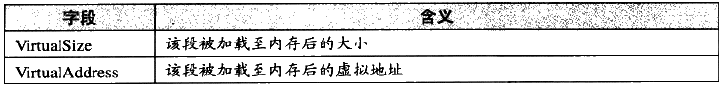 字段 含义
VirtualSize 该段被加载至内存后的大小
VirtualAddress 该段被加载至内存后的虚拟地址